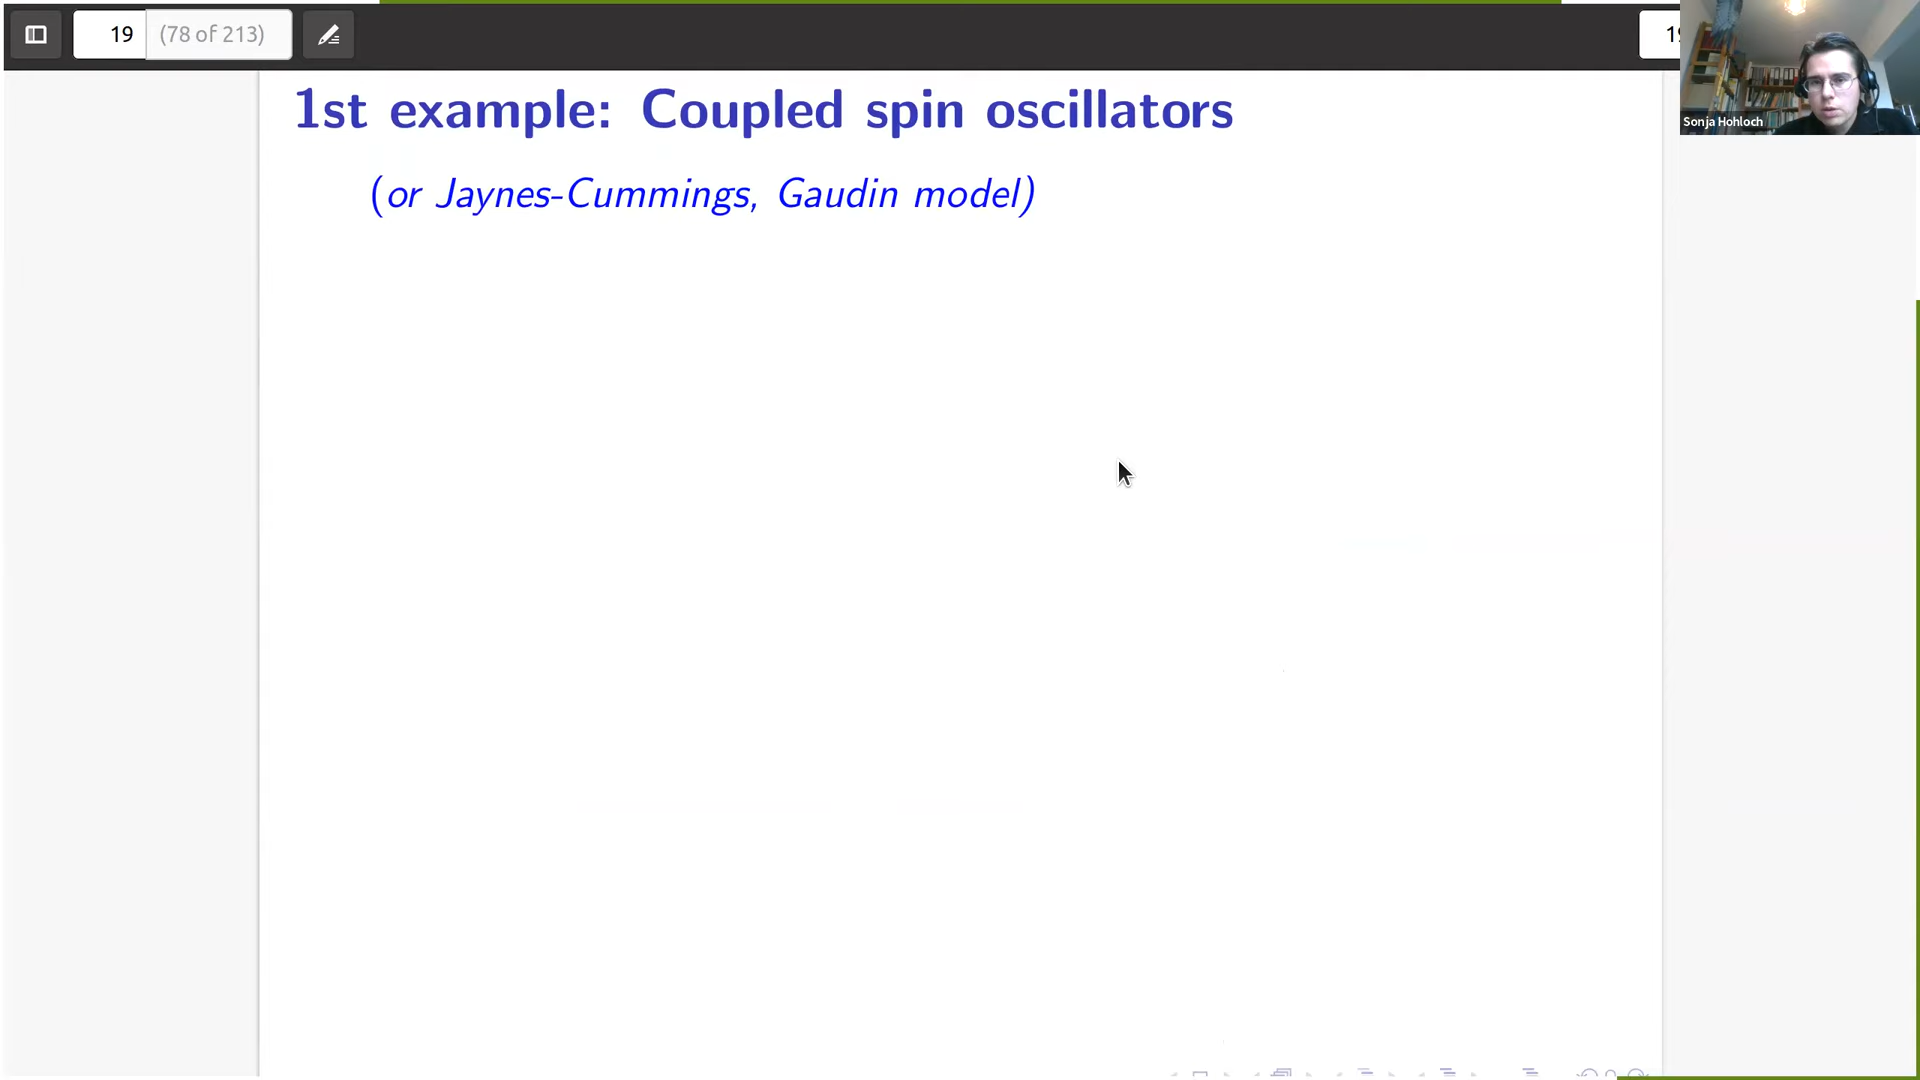 19 (78 of 213)
Sonja Hohloch
1st example: Coupled spin oscillators
(or Jaynes-Cummings, Gaudin model)